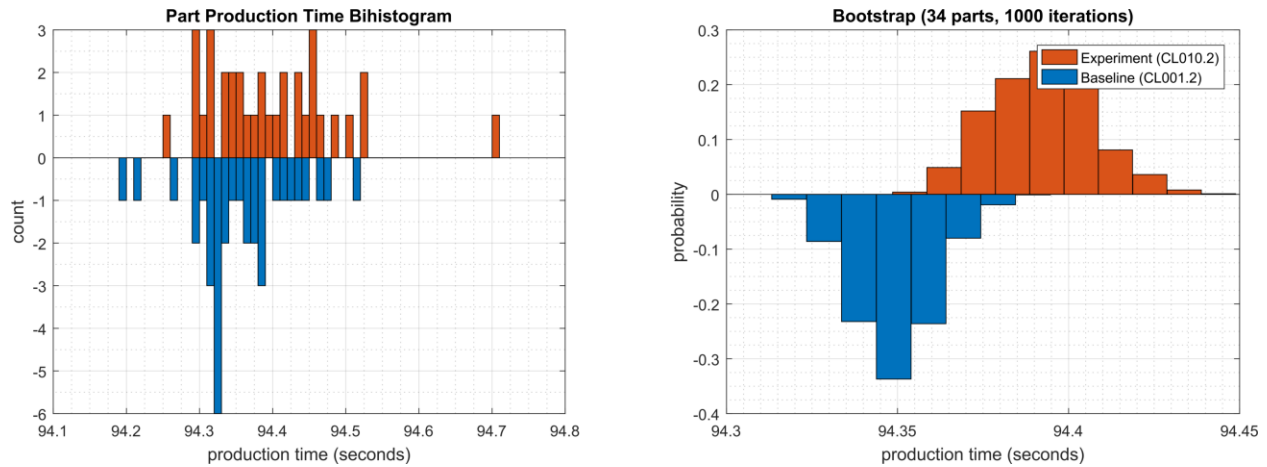 Part Production Time Bihistogram
3
2
1
0
-1
-2
-3
-4
-5
-6
count
94.1 94.2 94.3 94.4 94.5 94.6 94.7 94.8
production time (seconds)
Bootstrap (34 parts, 1000 iterations)
Experiment (CL010.2)
Baseline (CL001.2)
0.3
0.2
0.1
0
-0.1
-0.2
-0.3
-0.4
probability
94.3 94.35 94.4 94.45
production time (seconds)